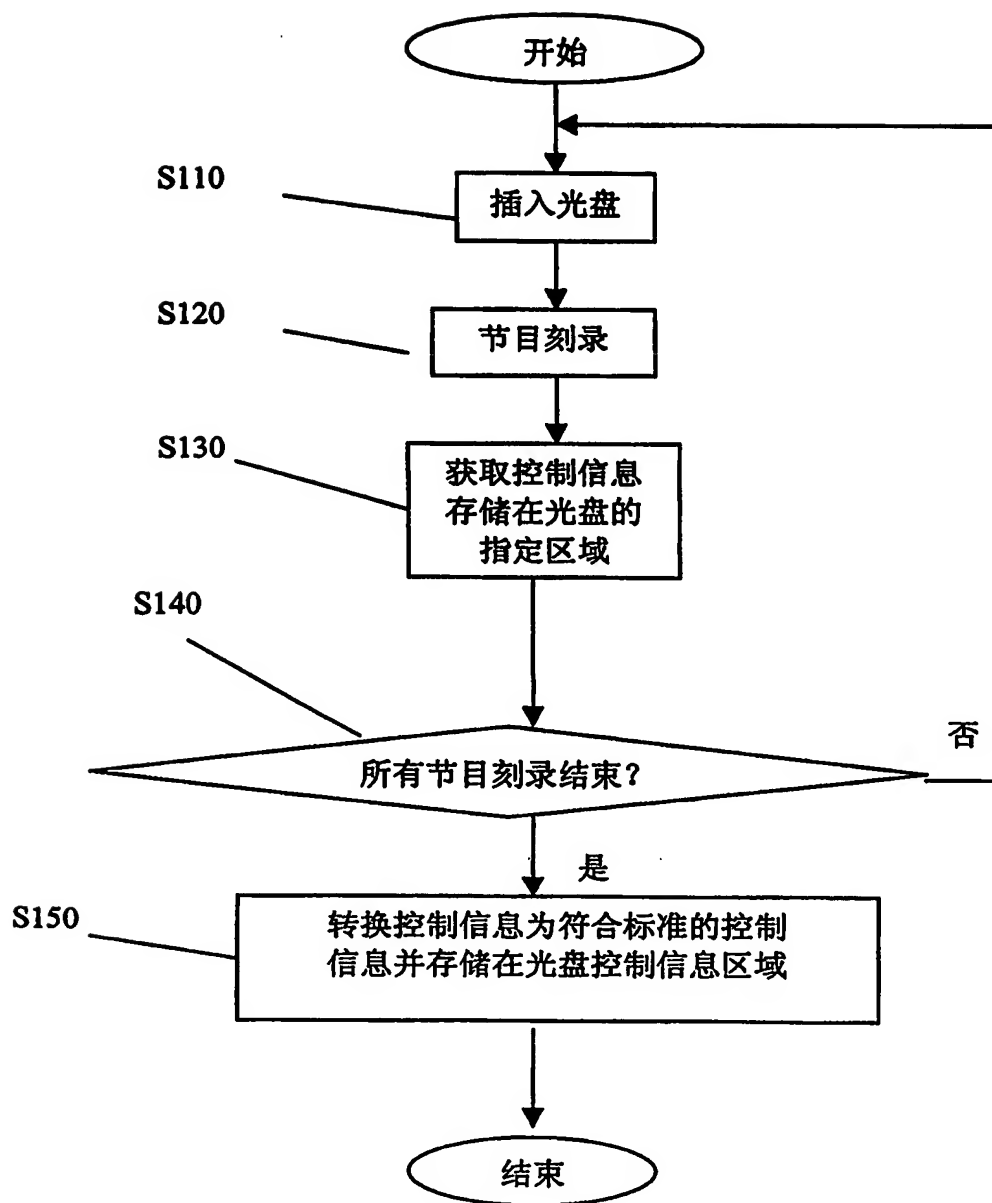 开始
S110
插入光盘
S120
节目刻录
S130
获取控制信息
存储在光盘的
指定区域
S140
所有节目刻录结束?
否
是
S150
转换控制信息为符合标准的控制
信息并存储在光盘控制信息区域
结束